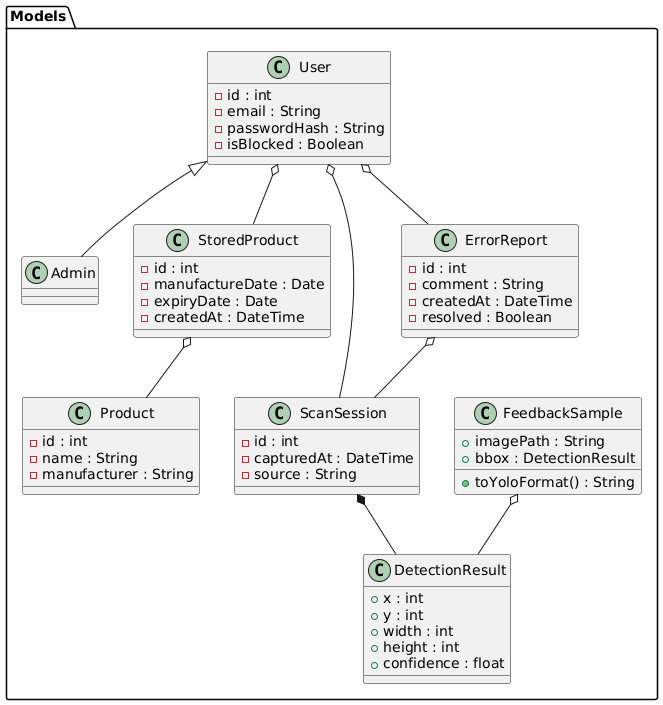 Models
C User
id : int
email : String
passwordHash : String
isBlocked : Boolean
C Admin
C StoredProduct
id : int
manufactureDate : Date
expiryDate : Date
createdAt : DateTime
C ErrorReport
id : int
comment : String
createdAt : DateTime
resolved : Boolean
C Product
id : int
name : String
manufacturer : String
C ScanSession
id : int
capturedAt : DateTime
source : String
C FeedbackSample
imagePath : String
bbox : DetectionResult
toYoloFormat() : String
C DetectionResult
x : int
y : int
width : int
height : int
confidence : float